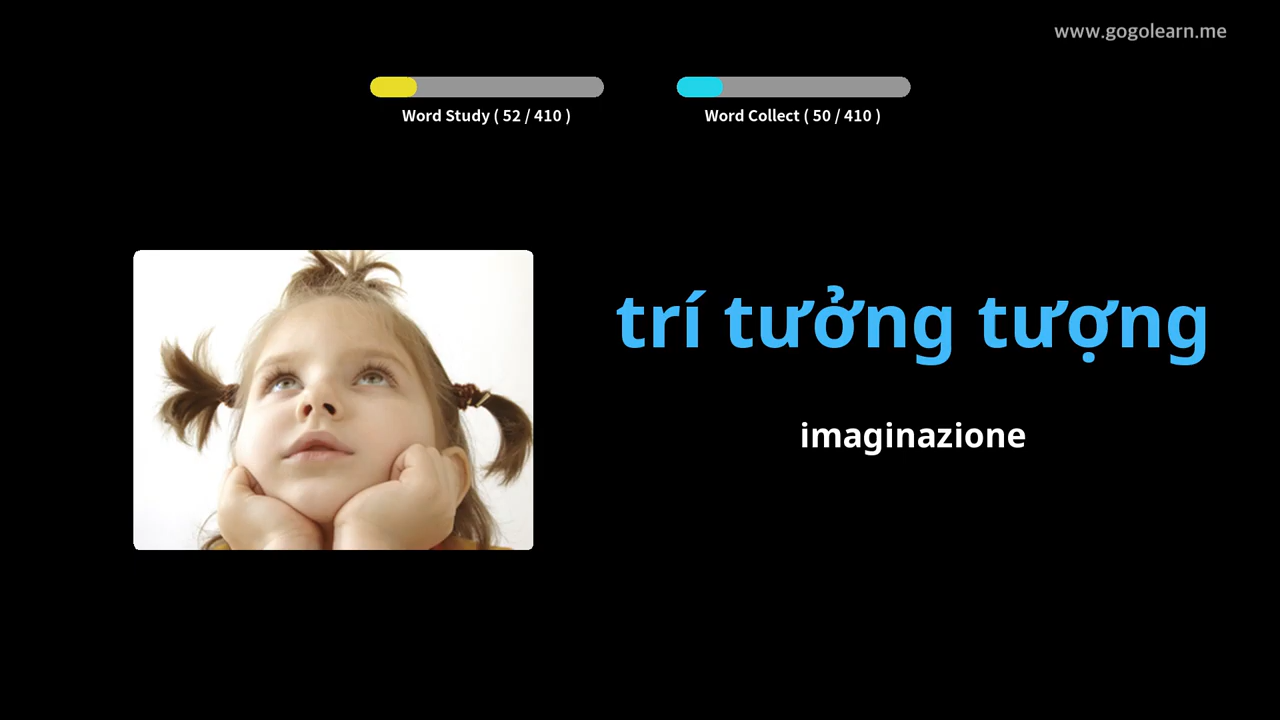 www.gogolearn.me
Word Study ( 52 / 410 )
Word Collect ( 50 / 410 )
trí tưởng tượng
imaginazione